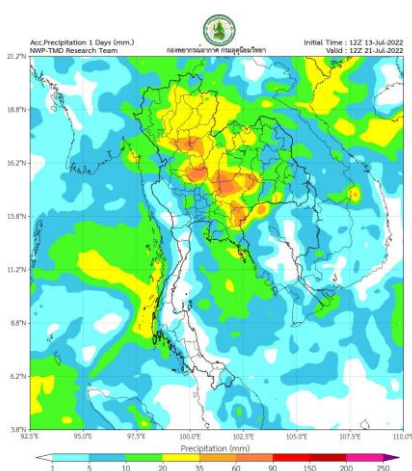 Acc.Precipitation 1 Days (mm.)
NWP-TMD Research Team
กองพยากรณ์อากาศ กรมอุตุนิยมวิทยา
Initial Time : 12Z 13-Jul-2022
Valid : 12Z 21-Jul-2022
21.2°N
18.8°N
16.2°N
13.8°N
11.2°N
8.8°N
6.2°N
3.8°N
92.5°E 95.0°E 97.5°E 100.0°E 102.5°E 105.0°E 107.5°E 110.0°E
Precipitation (mm)
1 5 10 20 35 60 90 150 200 250